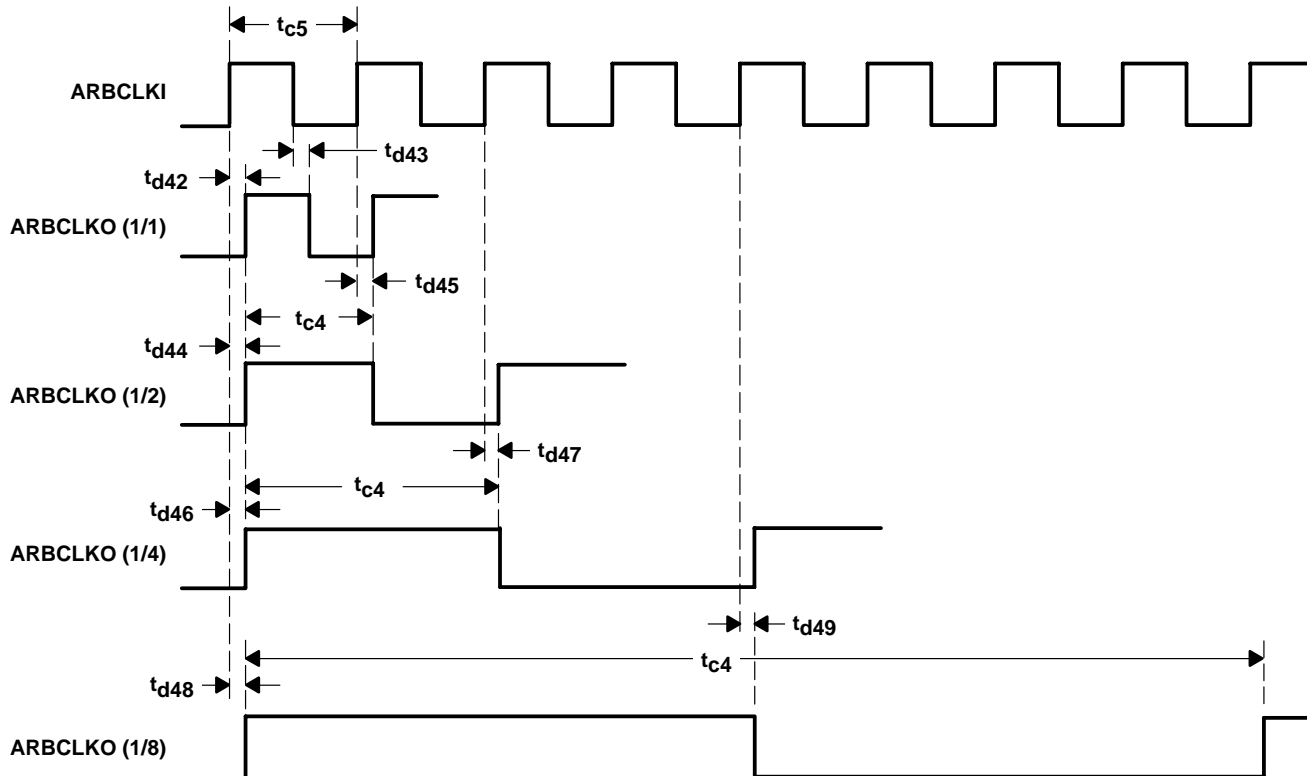 tc5
ARBCLKI
td43
td42
ARBCLKO (1/1)
td45
tc4
td44
ARBCLKO (1/2)
td47
tc4
td46
ARBCLKO (1/4)
td49
tc4
td48
ARBCLKO (1/8)